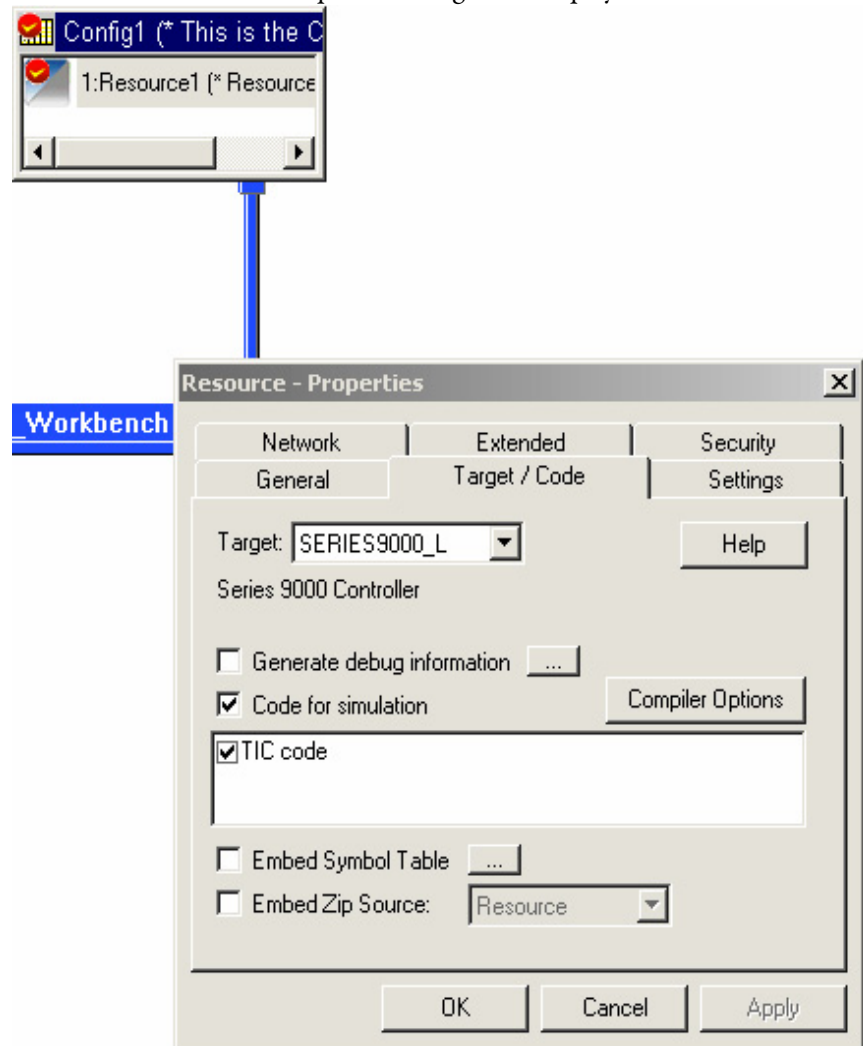 Config1 (* This is the C
1:Resource1 (* Resource
Resource - Properties
_Workbench
Network Extended Security
General Target / Code Settings
Target: SERIES9000_L Help
Series 9000 Controller
Generate debug information ...
Code for simulation Compiler Options
TIC code
Embed Symbol Table ...
Embed Zip Source: Resource
OK Cancel Apply